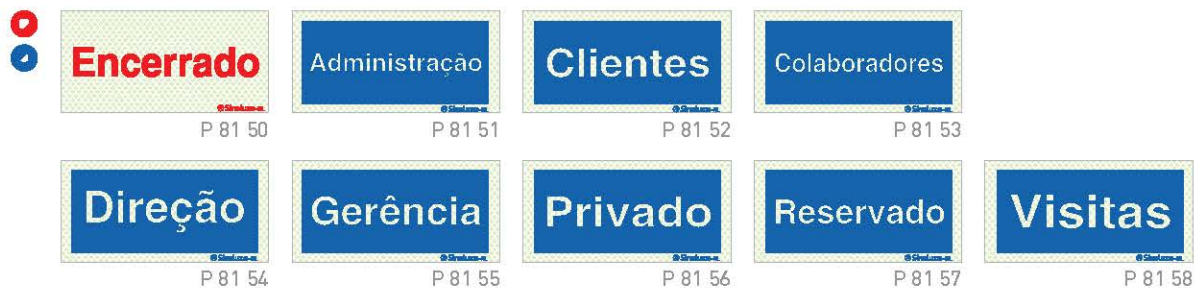 Encerrado
P 81 50
Administração
P 81 51
Clientes
P 81 52
Colaboradores
P 81 53
Direção
P 81 54
Gerência
P 81 55
Privado
P 81 56
Reservado
P 81 57
Visitas
P 81 58